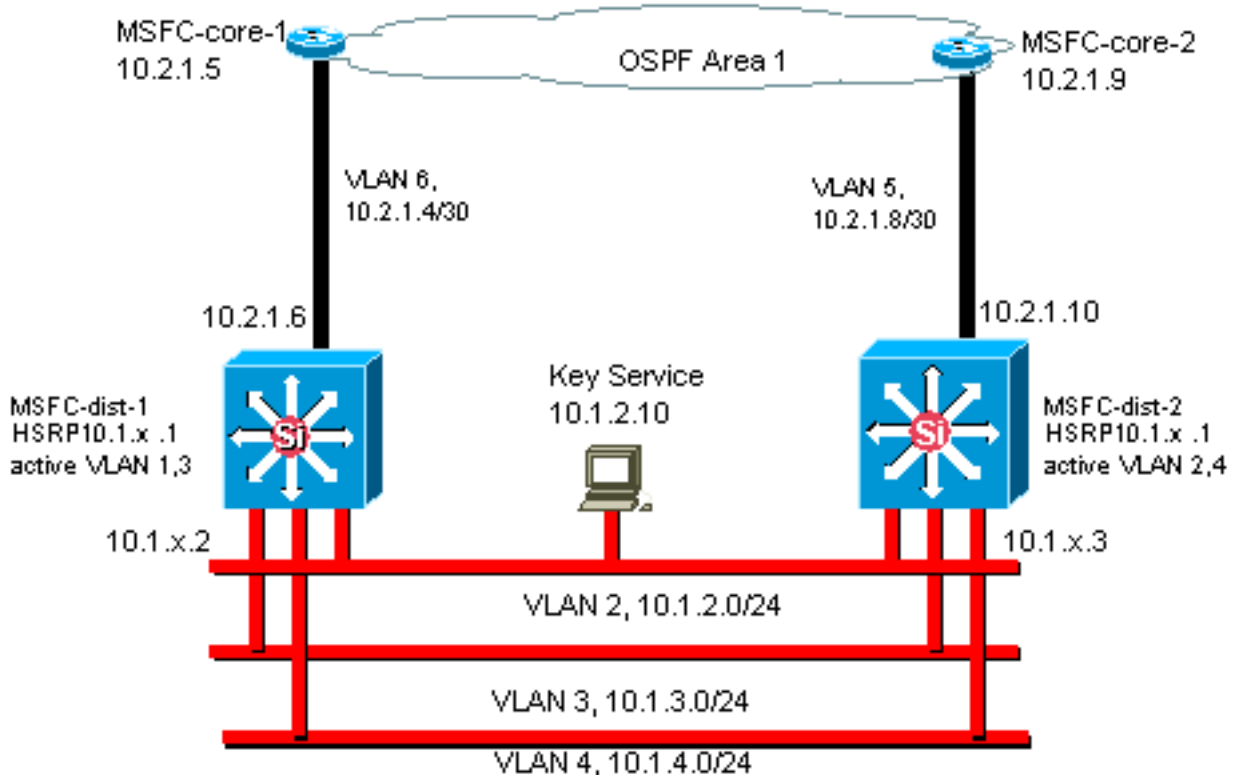 MSFC-core-1
10.2.1.5
OSPF Area 1
MSFC-core-2
10.2.1.9
VLAN 6,
10.2.1.4/30
VLAN 5,
10.2.1.8/30
10.2.1.6
10.2.1.10
MSFC-dist-1
HSRP10.1.x .1
active VLAN 1,3
Si
Key Service
10.1.2.10
Si
MSFC-dist-2
HSRP10.1.x .1
active VLAN 2,4
10.1.x.2
10.1.x.3
VLAN 2, 10.1.2.0/24
VLAN 3, 10.1.3.0/24
VLAN 4, 10.1.4.0/24